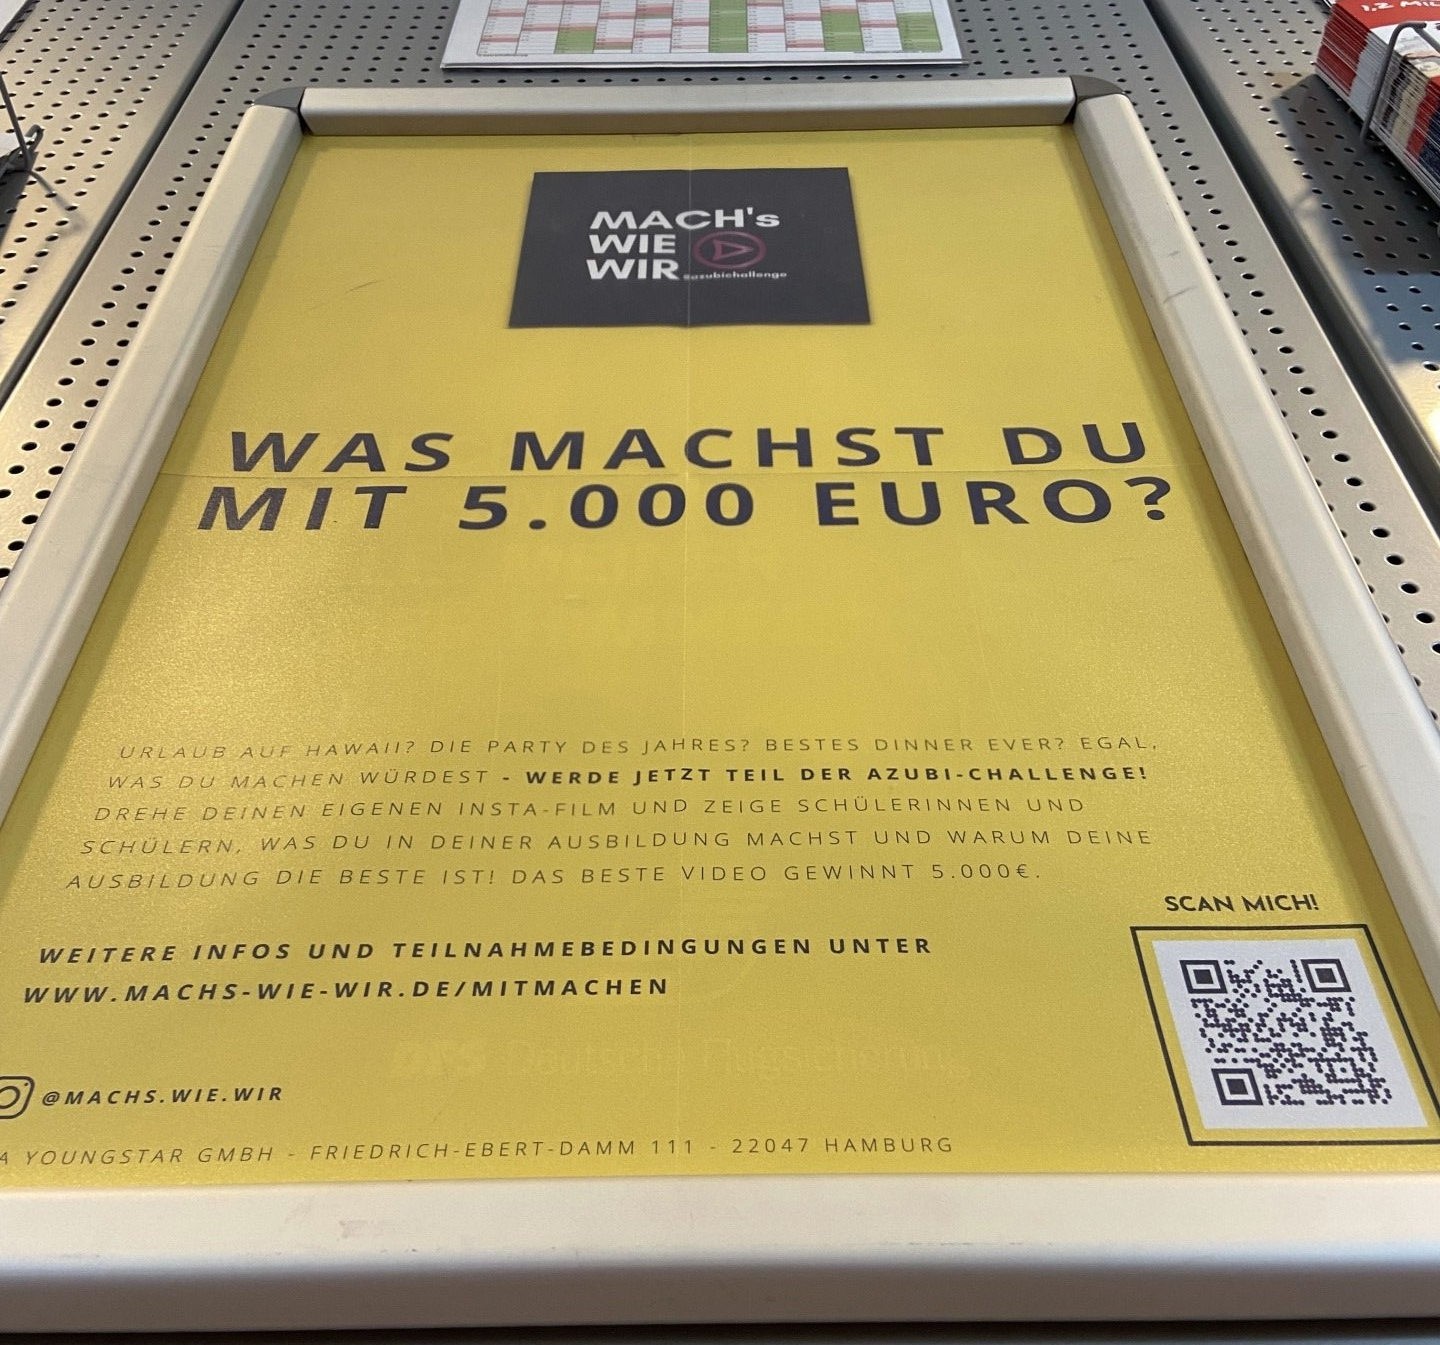 1,2 MIL
MACH's
WIE
WIR #azubichallenge
WAS MACHST DU
MIT 5.000 EURO?
URLAUB AUF HAWAII? DIE PARTY DES JAHRES? BESTES DINNER EVER? EGAL,
WAS DU MACHEN WÜRDEST - WERDE JETZT TEIL DER AZUBI-CHALLENGE!
DREHE DEINEN EIGENEN INSTA-FILM UND ZEIGE SCHÜLERINNEN UND
SCHÜLERN, WAS DU IN DEINER AUSBILDUNG MACHST UND WARUM DEINE
AUSBILDUNG DIE BESTE IST! DAS BESTE VIDEO GEWINNT 5.000€.
SCAN MICH!
WEITERE INFOS UND TEILNAHMEBEDINGUNGEN UNTER
WWW.MACHS-WIE-WIR.DE/MITMACHEN
@MACHS.WIE.WIR
A YOUNGSTAR GMBH - FRIEDRICH-EBERT-DAMM 111 - 22047 HAMBURG